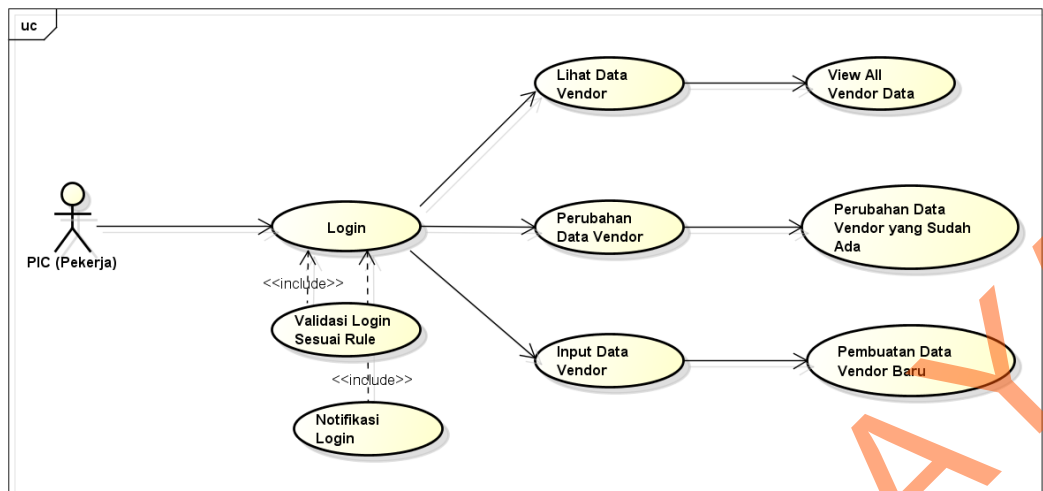 uc
Lihat Data
Vendor
View All
Vendor Data
PIC (Pekerja)
Login
Perubahan
Data Vendor
Perubahan Data
Vendor yang Sudah
Ada
<<include>>
Validasi Login
Sesuai Rule
Input Data
Vendor
Pembuatan Data
Vendor Baru
<<include>>
Notifikasi
Login
AY